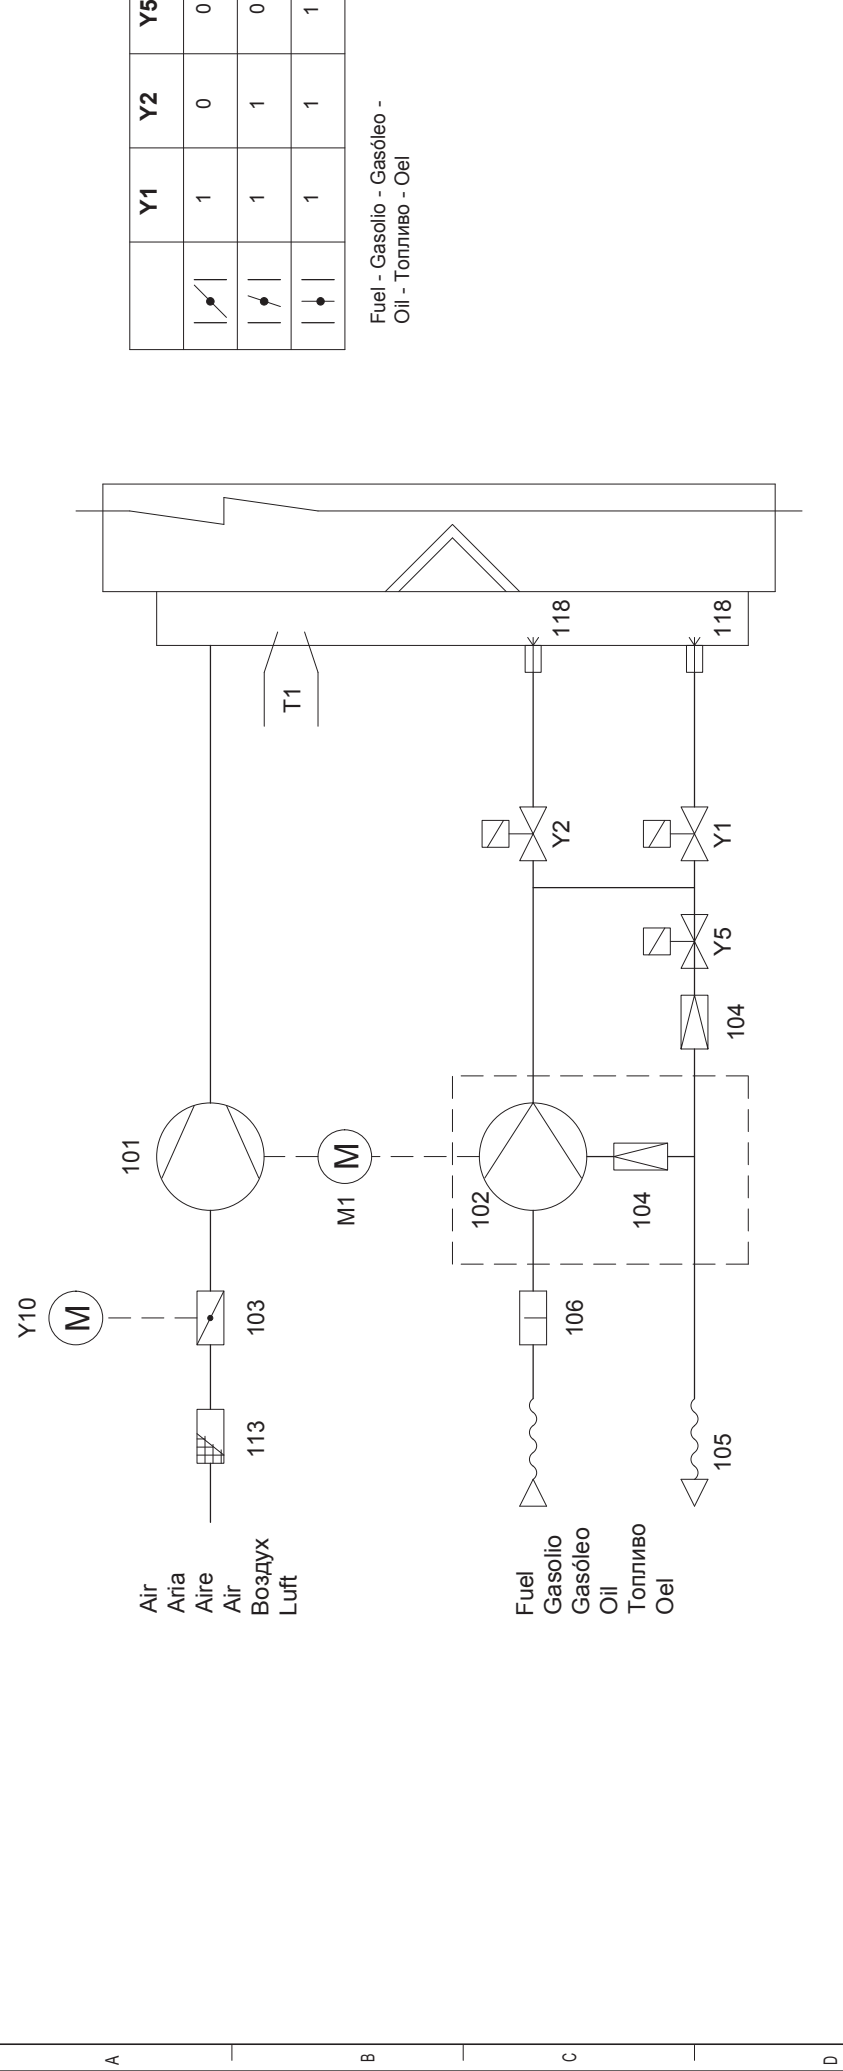 Y1 Y2 Y5
1 0 0
1 1 0
1 1 1
Fuel - Gasolio - Gasóleo -
Oil - Топливо - Oel
Y10
M
101
103
113
M1
M
T1
Air
Aria
Aire
Air
Воздух
Luft
102
104
106
118
Y2
118
Y1
Y5
104
105
Fuel
Gasolio
Gasóleo
Oil
Топливо
Oel
A
B
C
D